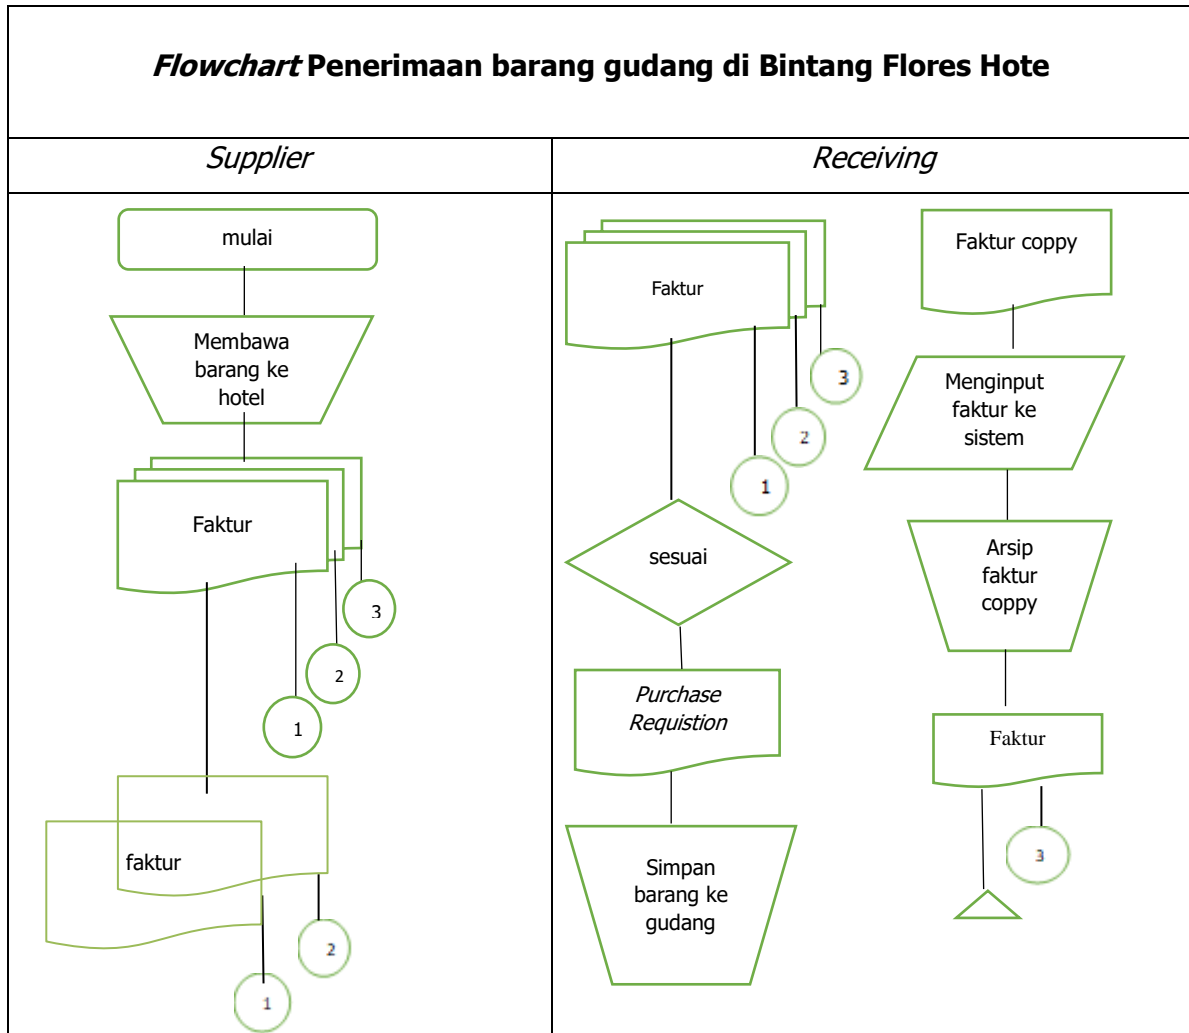 Flowchart Penerimaan barang gudang di Bintang Flores Hote
Supplier
Receiving
mulai
Membawa
barang ke
hotel
Faktur
3
2
1
faktur
2
1
Faktur
3
2
1
sesuai
Purchase
Requistion
Simpan
barang ke
gudang
Faktur coppy
Menginput
faktur ke
sistem
Arsip
faktur
coppy
Faktur
3